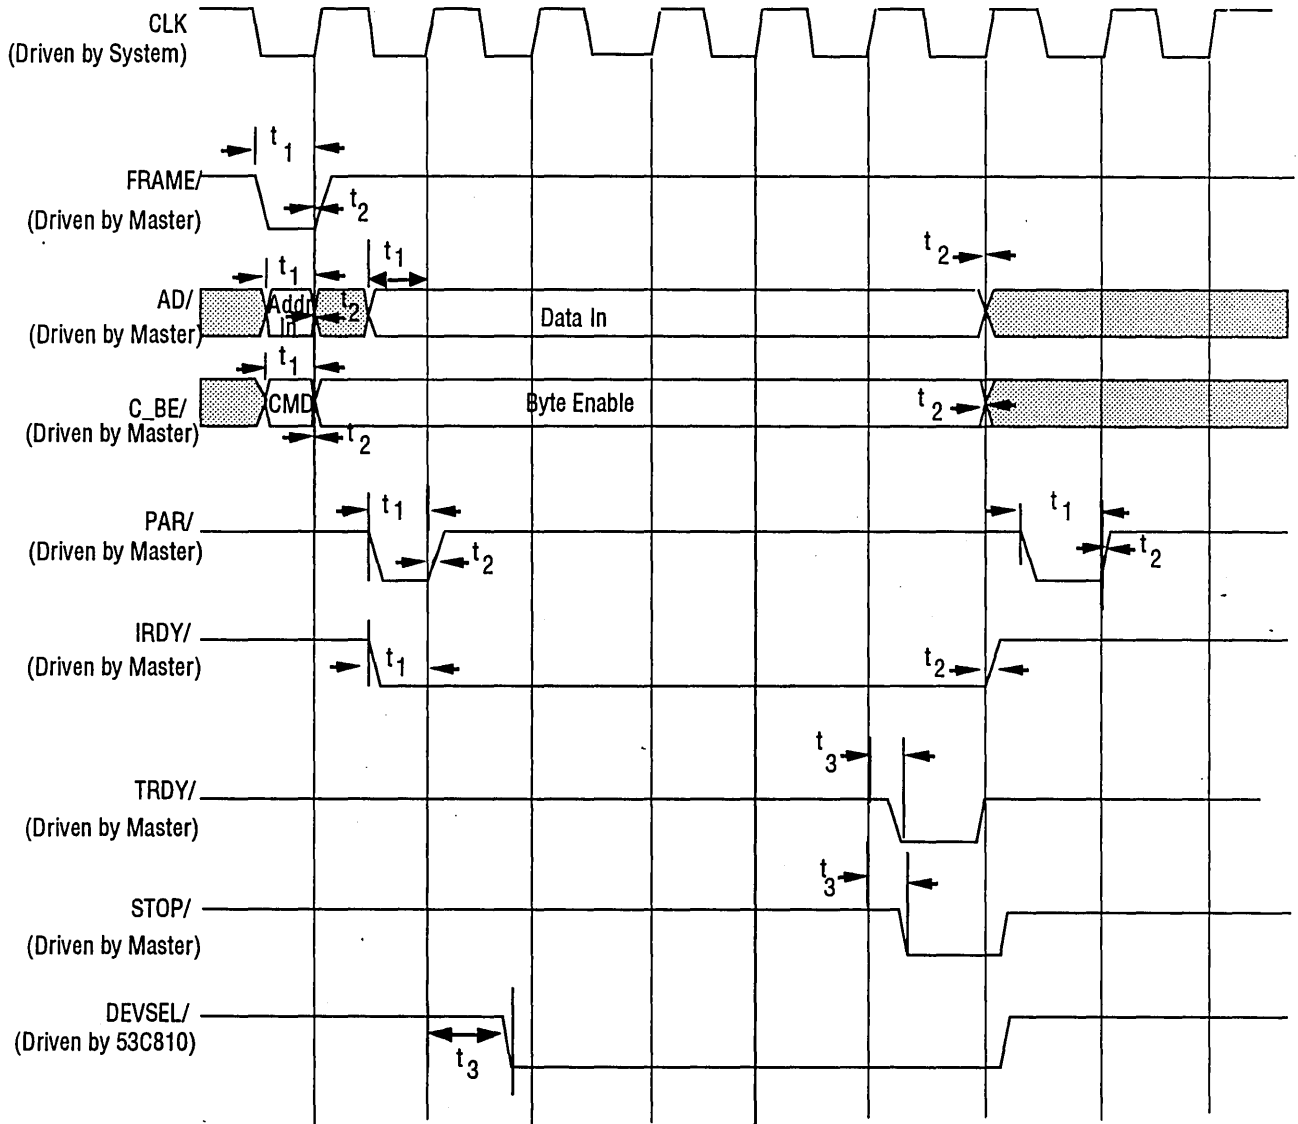 CLK
(Driven by System)
t1
FRAME/
t2
(Driven by Master)
t2
t1
t1
AD/
Addr
In
t2
Data In
(Driven by Master)
t1
C_BE/
CMD
Byte Enable
t2
(Driven by Master)
t2
t1
t1
PAR/
(Driven by Master)
t2
t2
IRDY/
(Driven by Master)
t1
t2
t3
TRDY/
(Driven by Master)
t3
STOP/
(Driven by Master)
DEVSEL/
(Driven by 53C810)
t3